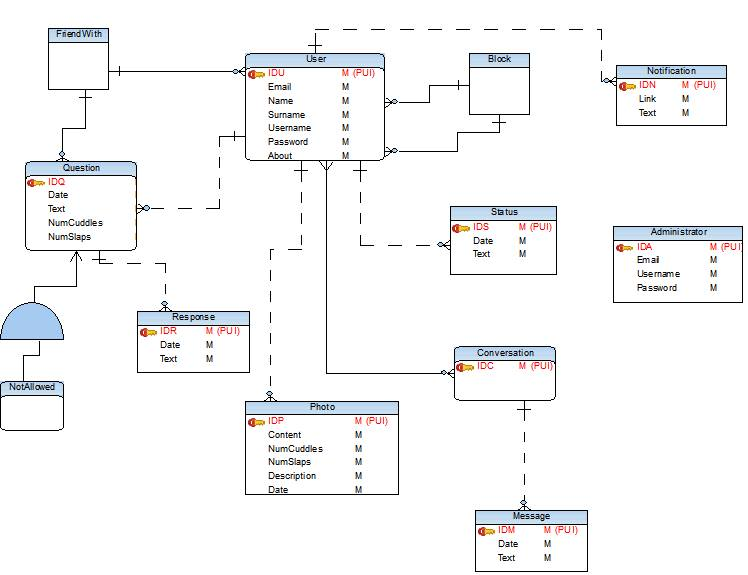 FriendWith
User
IDU M (PUI)
Email M
Name M
Surname M
Username M
Password M
About M
Block
Notification
IDN M (PUI)
Link M
Text M
Question
IDQ
Date
Text
NumCuddles
NumSlaps
Status
IDS M (PUI)
Date M
Text M
Administrator
IDA M (PUI
Email M
Username M
Password M
Response
IDR M (PUI)
Date M
Text M
NotAllowed
Conversation
IDC M (PUI)
Photo
IDP M (PUI)
Content M
NumCuddles M
NumSlaps M
Description M
Date M
Message
IDM M (PUI)
Date M
Text M